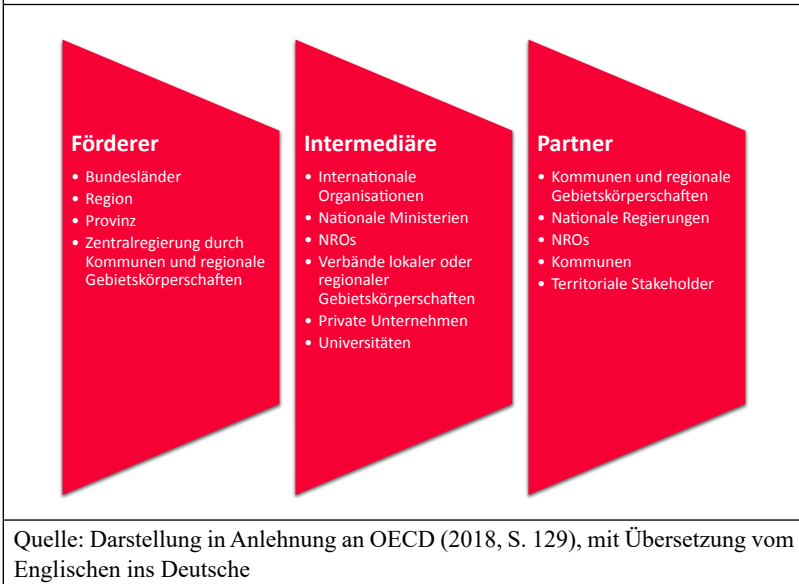 Förderer
• Bundesländer
• Region
• Provinz
• Zentralregierung durch
Kommunen und regionale
Gebietskörperschaften
Intermediäre
• Internationale
Organisationen
• Nationale Ministerien
• NROs
• Verbände lokaler oder
regionaler
Gebietskörperschaften
• Private Unternehmen
• Universitäten
Partner
• Kommunen und regionale
Gebietskörperschaften
• Nationale Regierungen
• NROs
• Kommunen
• Territoriale Stakeholder
Quelle: Darstellung in Anlehnung an OECD (2018, S. 129), mit Übersetzung vom
Englischen ins Deutsche